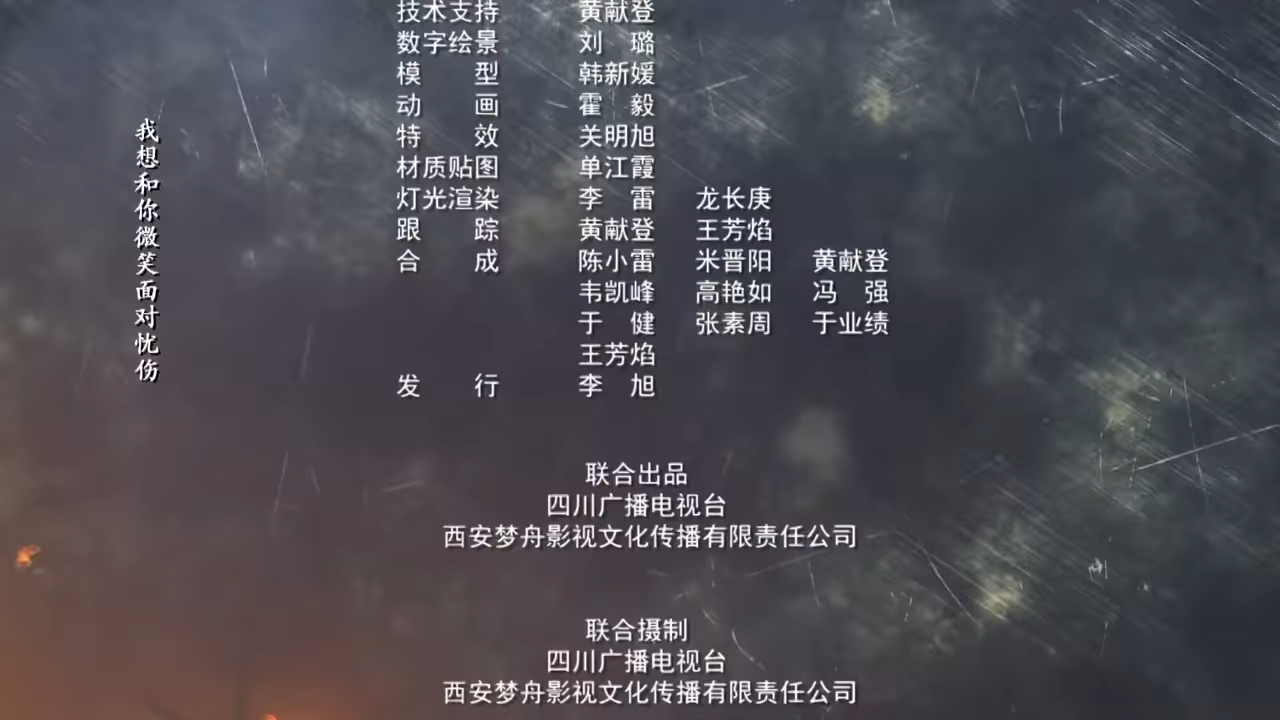 我想和你微笑面对忧伤
技术支持 黄献登
数字绘景 刘 璐
模 型 韩新媛
动 画 霍 毅
特 效 关明旭
材质贴图 单江霞
灯光渲染 李 雷 龙长庚
跟 踪 黄献登 王芳焰
合 成 陈小雷 米晋阳 黄献登
韦凯峰 高艳如 冯 强
于 健 张素周 于业绩
王芳焰
发 行 李 旭
联合出品
四川广播电视台
西安梦舟影视文化传播有限责任公司
联合摄制
四川广播电视台
西安梦舟影视文化传播有限责任公司